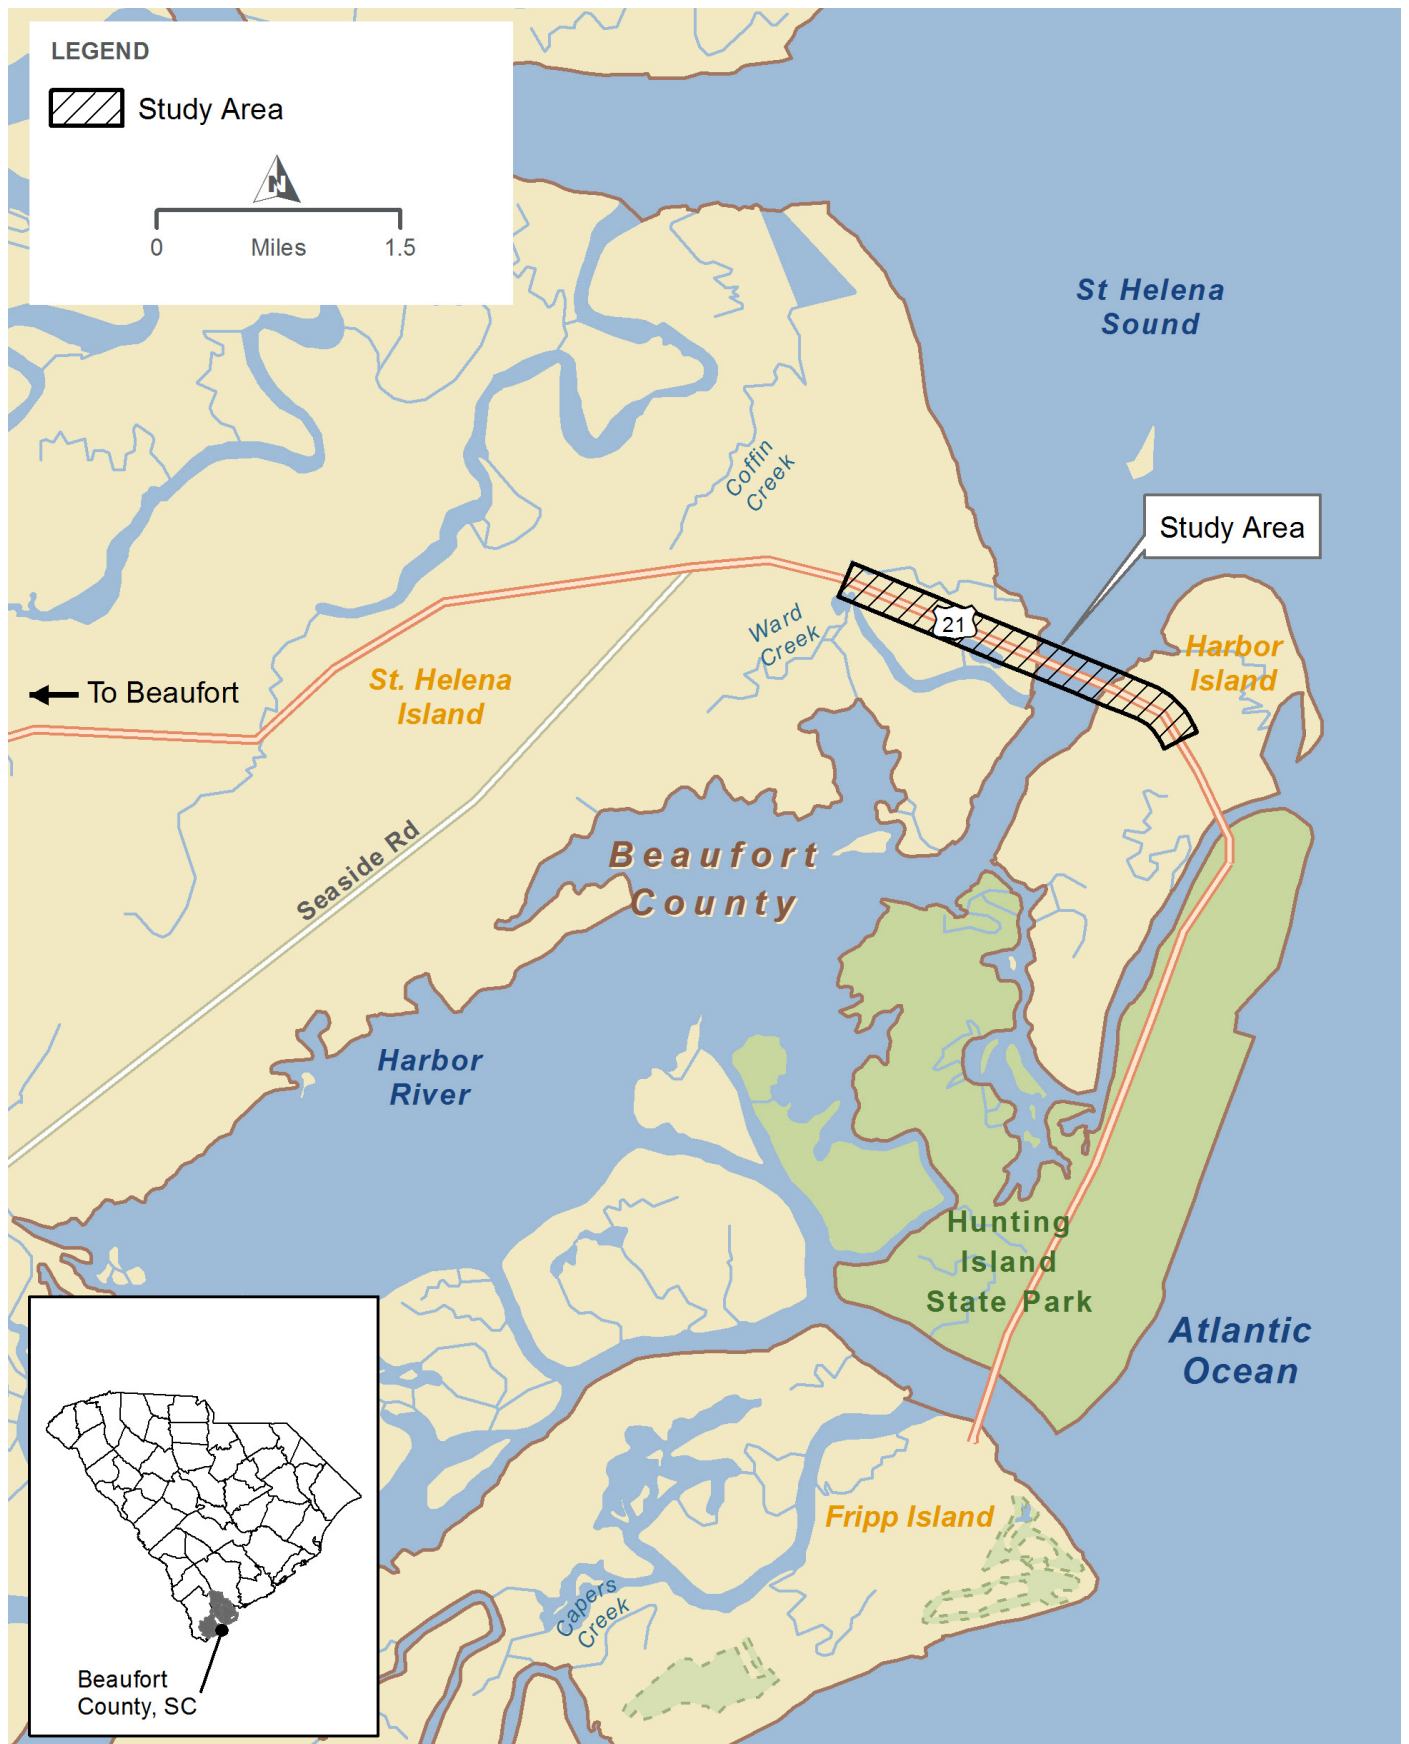 LEGEND
Study Area
N
0 Miles 1.5
St Helena
Sound
Coffin
Creek
Study Area
21
Ward
Creek
Harbor
Island
St. Helena
Island
To Beaufort
Seaside Rd
Beaufort
County
Harbor
River
Hunting
Island
State Park
Atlantic
Ocean
Fripp Island
Capers
Creek
Beaufort
County, SC